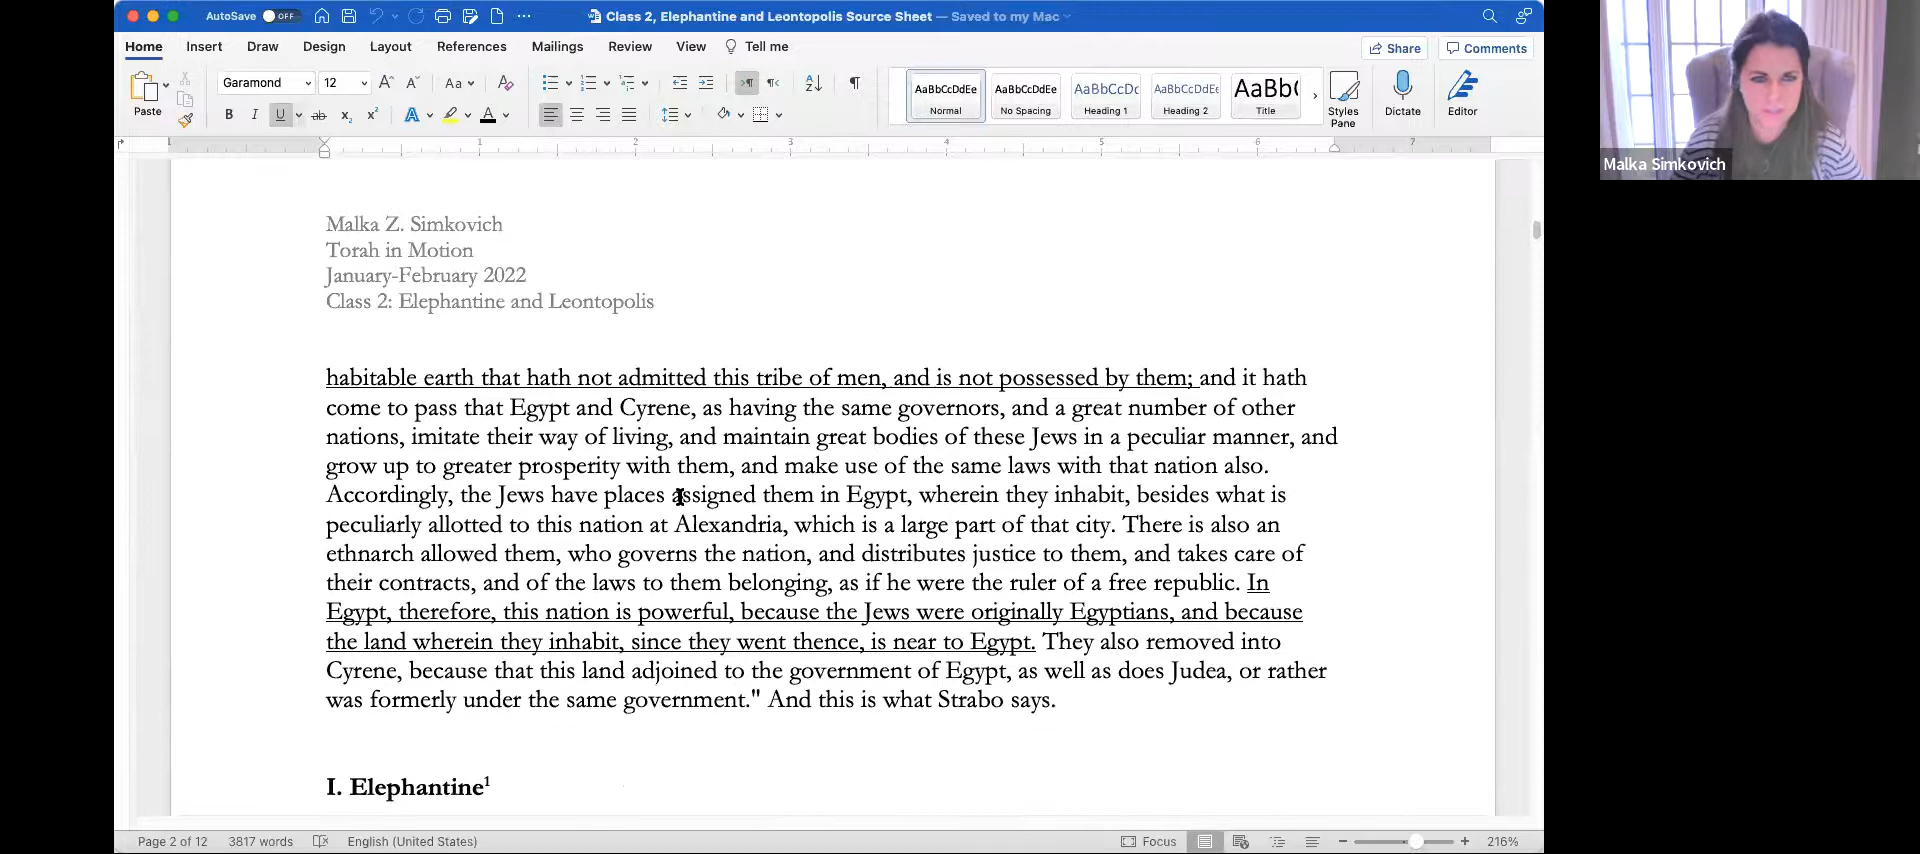 AutoSave OFF
Class 2, Elephantine and Leontopolis Source Sheet — Saved to my Mac
Home Insert Draw Design Layout References Mailings Review View Tell me
Share Comments
Paste
Garamond 12
AaBbCcDdEe AaBbCcDdEe AaBbCcDc AaBbCcDdEe AaBb(
Normal No Spacing Heading 1 Heading 2 Title
Styles Pane Dictate Editor
1 1 2 3 4 5 6 7
Malka Simkovich
Malka Z. Simkovich
Torah in Motion
January-February 2022
Class 2: Elephantine and Leontopolis
habitable earth that hath not admitted this tribe of men, and is not possessed by them; and it hath
come to pass that Egypt and Cyrene, as having the same governors, and a great number of other
nations, imitate their way of living, and maintain great bodies of these Jews in a peculiar manner, and
grow up to greater prosperity with them, and make use of the same laws with that nation also.
Accordingly, the Jews have places assigned them in Egypt, wherein they inhabit, besides what is
peculiarly allotted to this nation at Alexandria, which is a large part of that city. There is also an
ethnarch allowed them, who governs the nation, and distributes justice to them, and takes care of
their contracts, and of the laws to them belonging, as if he were the ruler of a free republic. In
Egypt, therefore, this nation is powerful, because the Jews were originally Egyptians, and because
the land wherein they inhabit, since they went thence, is near to Egypt. They also removed into
Cyrene, because that this land adjoined to the government of Egypt, as well as does Judea, or rather
was formerly under the same government." And this is what Strabo says.
I. Elephantine¹
Page 2 of 12 3817 words English (United States) Focus 216%